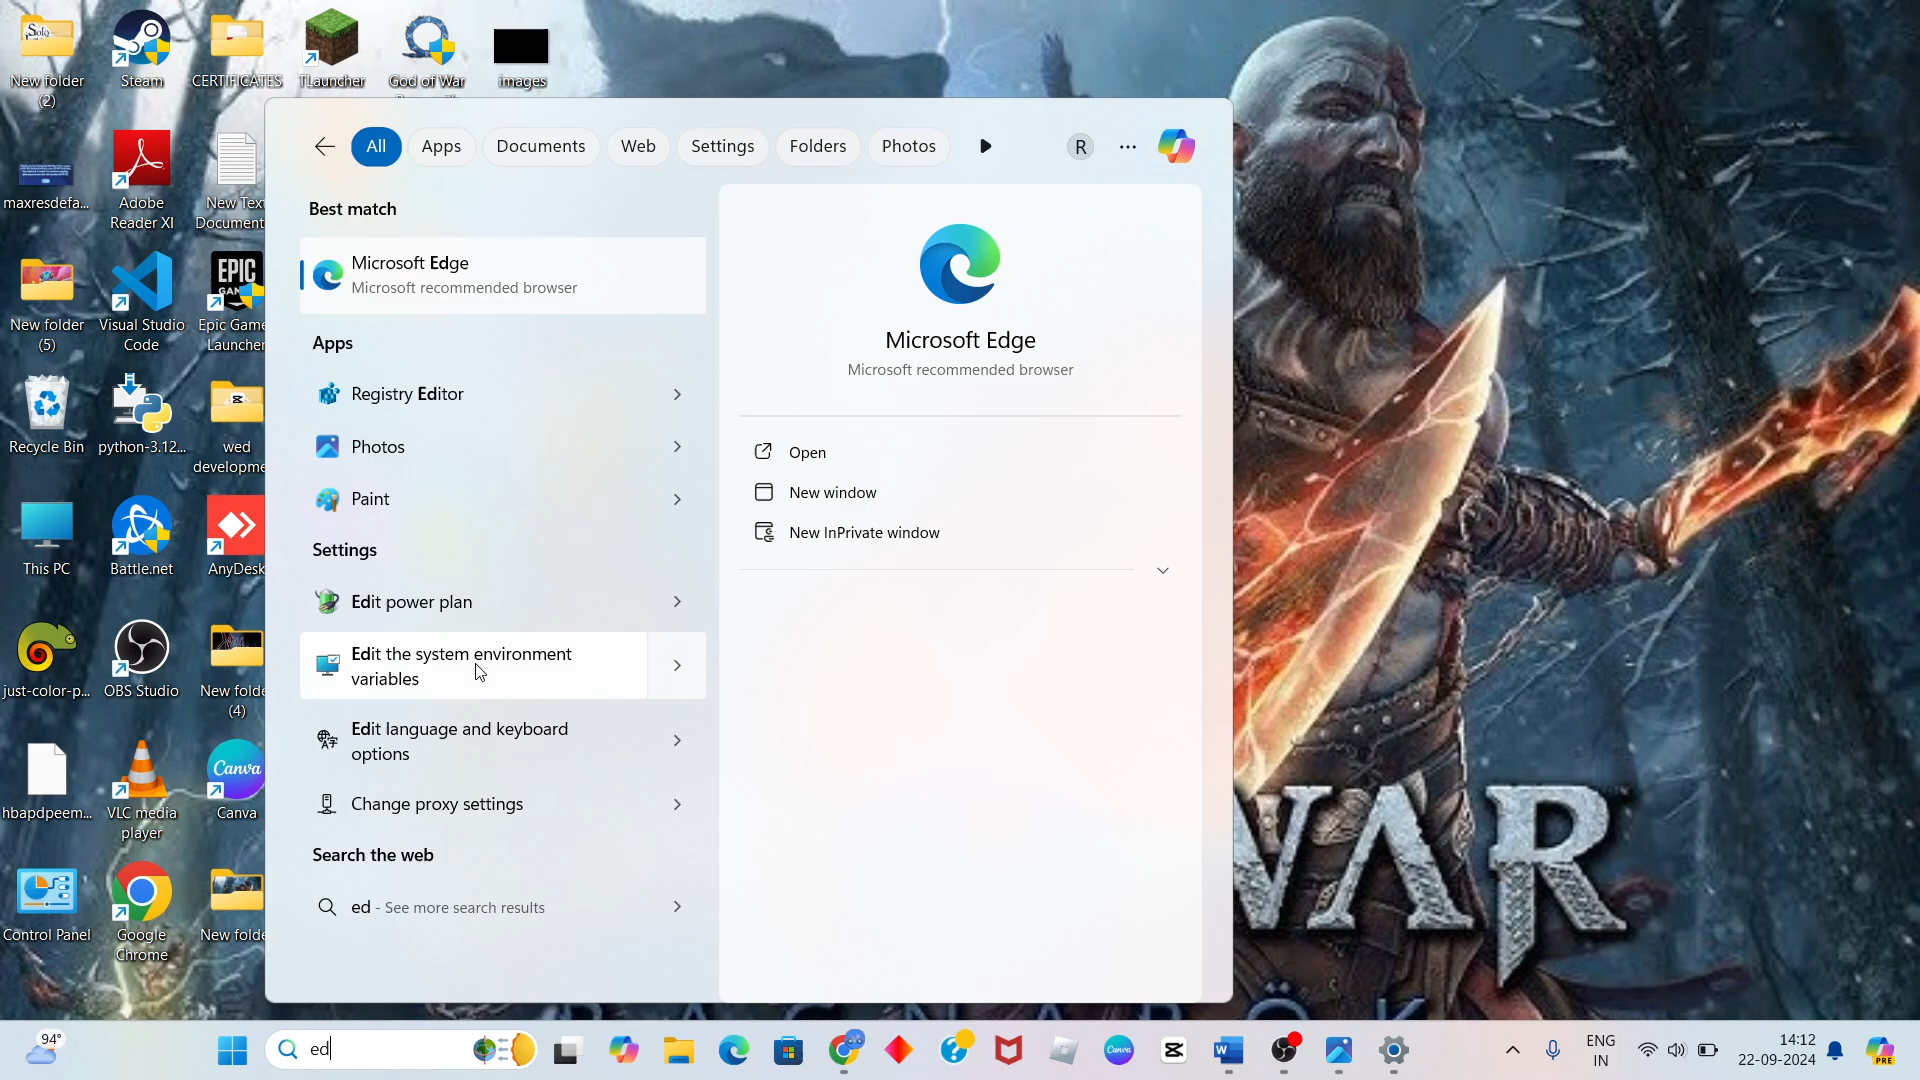 Solo
New folder
(2)
Steam
CERTIFICATES
TLauncher
God of War
images
maxresdefa...
Adobe
Reader XI
New Text
Document
New folder
(5)
Visual Studio
Code
EPIC
GAMES
Epic Games
Launcher
Recycle Bin
python-3.12...
wed
developme...
This PC
Battle.net
AnyDesk
just-color-p...
OBS Studio
New folder
(4)
hbapdpeem...
VLC media
player
Canva
Canva
Control Panel
Google
Chrome
New folde
All
Apps
Documents
Web
Settings
Folders
Photos
R
Best match
Microsoft Edge
Microsoft recommended browser
Apps
Registry Editor
Photos
Paint
Settings
Edit power plan
Edit the system environment
variables
Edit language and keyboard
options
Change proxy settings
Search the web
ed - See more search results
Microsoft Edge
Microsoft recommended browser
Open
New window
New InPrivate window
WAR
RAGNARÖK
94°
ed
Canva
W
ENG
IN
14:12
22-09-2024
PRE